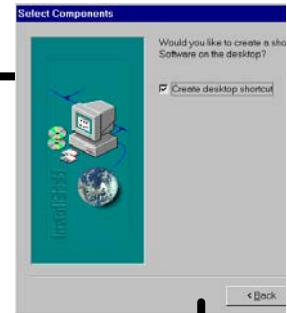 Select Components
Would you like to create a sho
Software on the desktop?
Create desktop shortcut
< Back